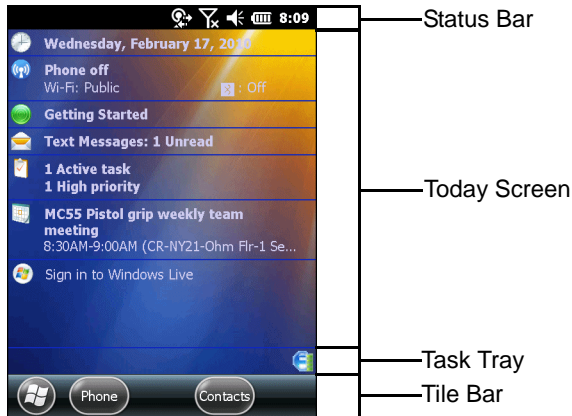 8:09
Status Bar
Wednesday, February 17, 20
Phone off
Wi-Fi: Public : Off
Getting Started
Text Messages: 1 Unread
1 Active task
1 High priority
Today Screen
MC55 Pistol grip weekly team
meeting
8:30AM-9:00AM (CR-NY21-Ohm Flr-1 Se...
Sign in to Windows Live
Task Tray
Phone
Contacts
Tile Bar